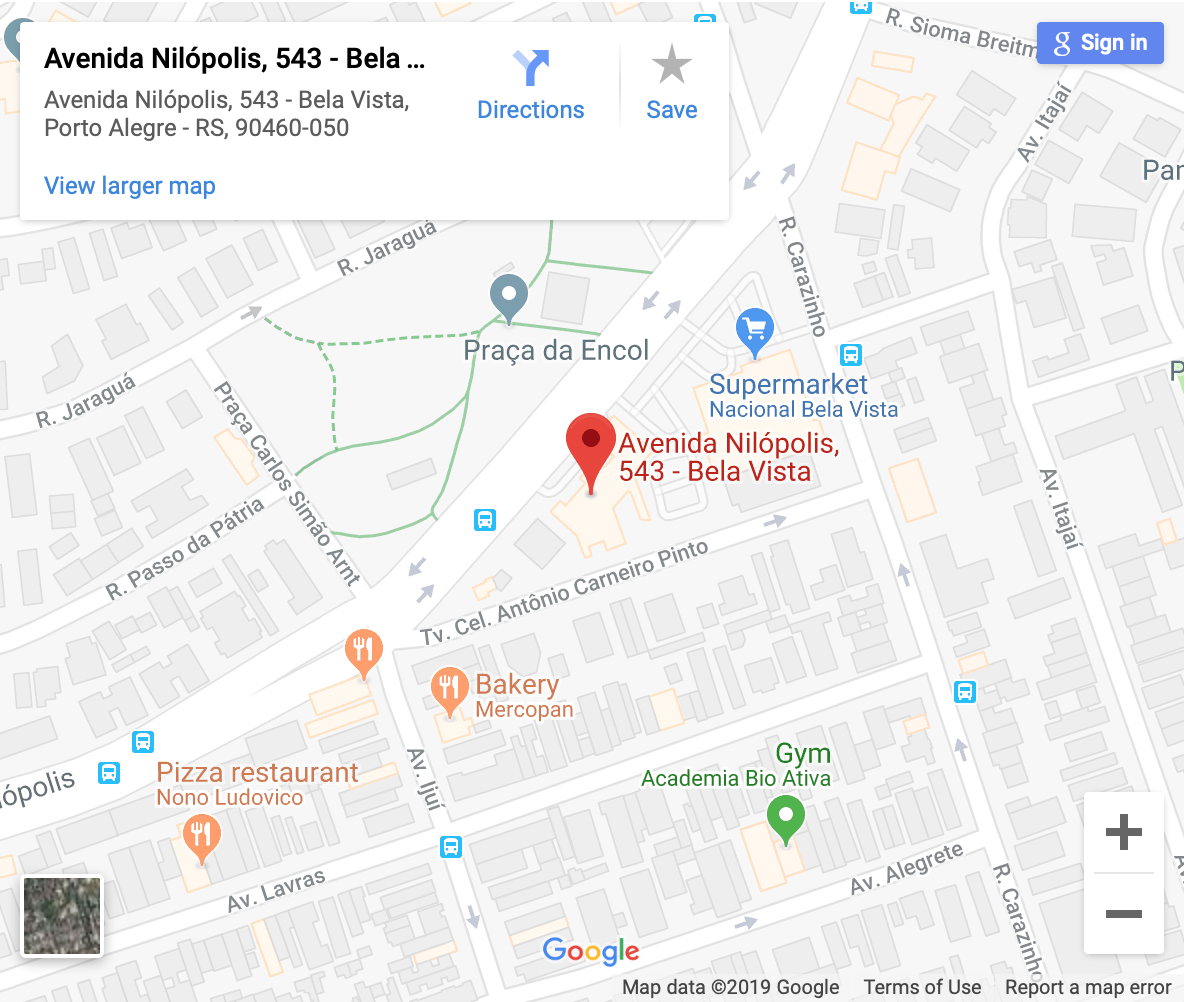 Avenida Nilópolis, 543 - Bela ...
Avenida Nilópolis, 543 - Bela Vista,
Porto Alegre - RS, 90460-050
View larger map
Directions
Save
R. Sioma Breitm
g Sign in
Av. Itajaí
Par
R. Jaraguá
R. Carazinho
Praça da Encol
Supermarket
Nacional Bela Vista
P
R. Jaraguá
Praça Carlos Simão Arnt
Avenida Nilópolis,
543 - Bela Vista
Av. Itajaí
R. Passo da Pátria
Tv. Cel. Antônio Carneiro Pinto
Bakery
Mercopan
Av. Ijuí
Gym
Academia Bio Ativa
ópolis
Pizza restaurant
Nono Ludovico
Av. Lavras
Av. Alegrete
R. Carazinho
Google
Map data ©2019 Google
Terms of Use
Report a map error